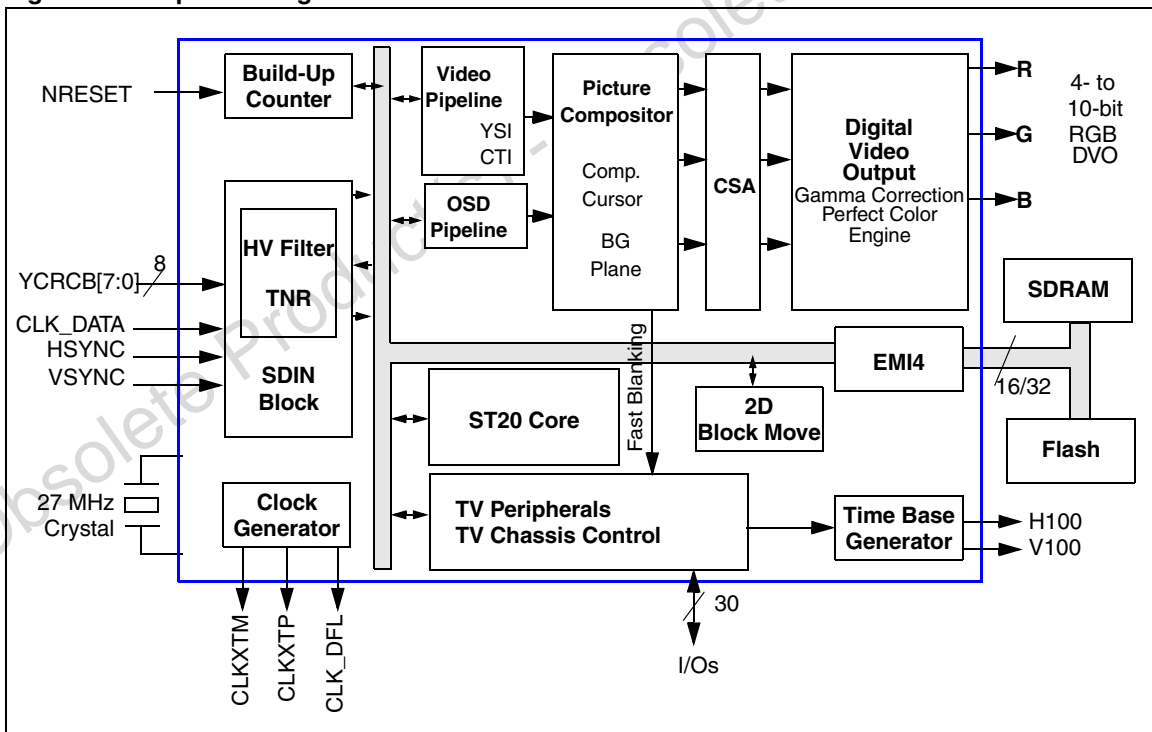 NRESET
Build-Up
Counter
Video
Pipeline
YSI
CTI
OSD
Pipeline
Picture
Compositor
Comp.
Cursor
BG
Plane
CSA
Digital
Video
Output
Gamma Correction
Perfect Color
Engine
R
G
B
4- to
10-bit
RGB
DVO
HV Filter
TNR
SDIN
Block
YCRCB[7:0]
8
CLK_DATA
HSYNC
VSYNC
SDRAM
EMI4
16/32
Flash
Fast Blanking
ST20 Core
2D
Block Move
27 MHz
Crystal
Clock
Generator
CLKXTM
CLKXTP
CLK_DFL
TV Peripherals
TV Chassis Control
Time Base
Generator
H100
V100
30
I/Os
Obsolete Product(s) -